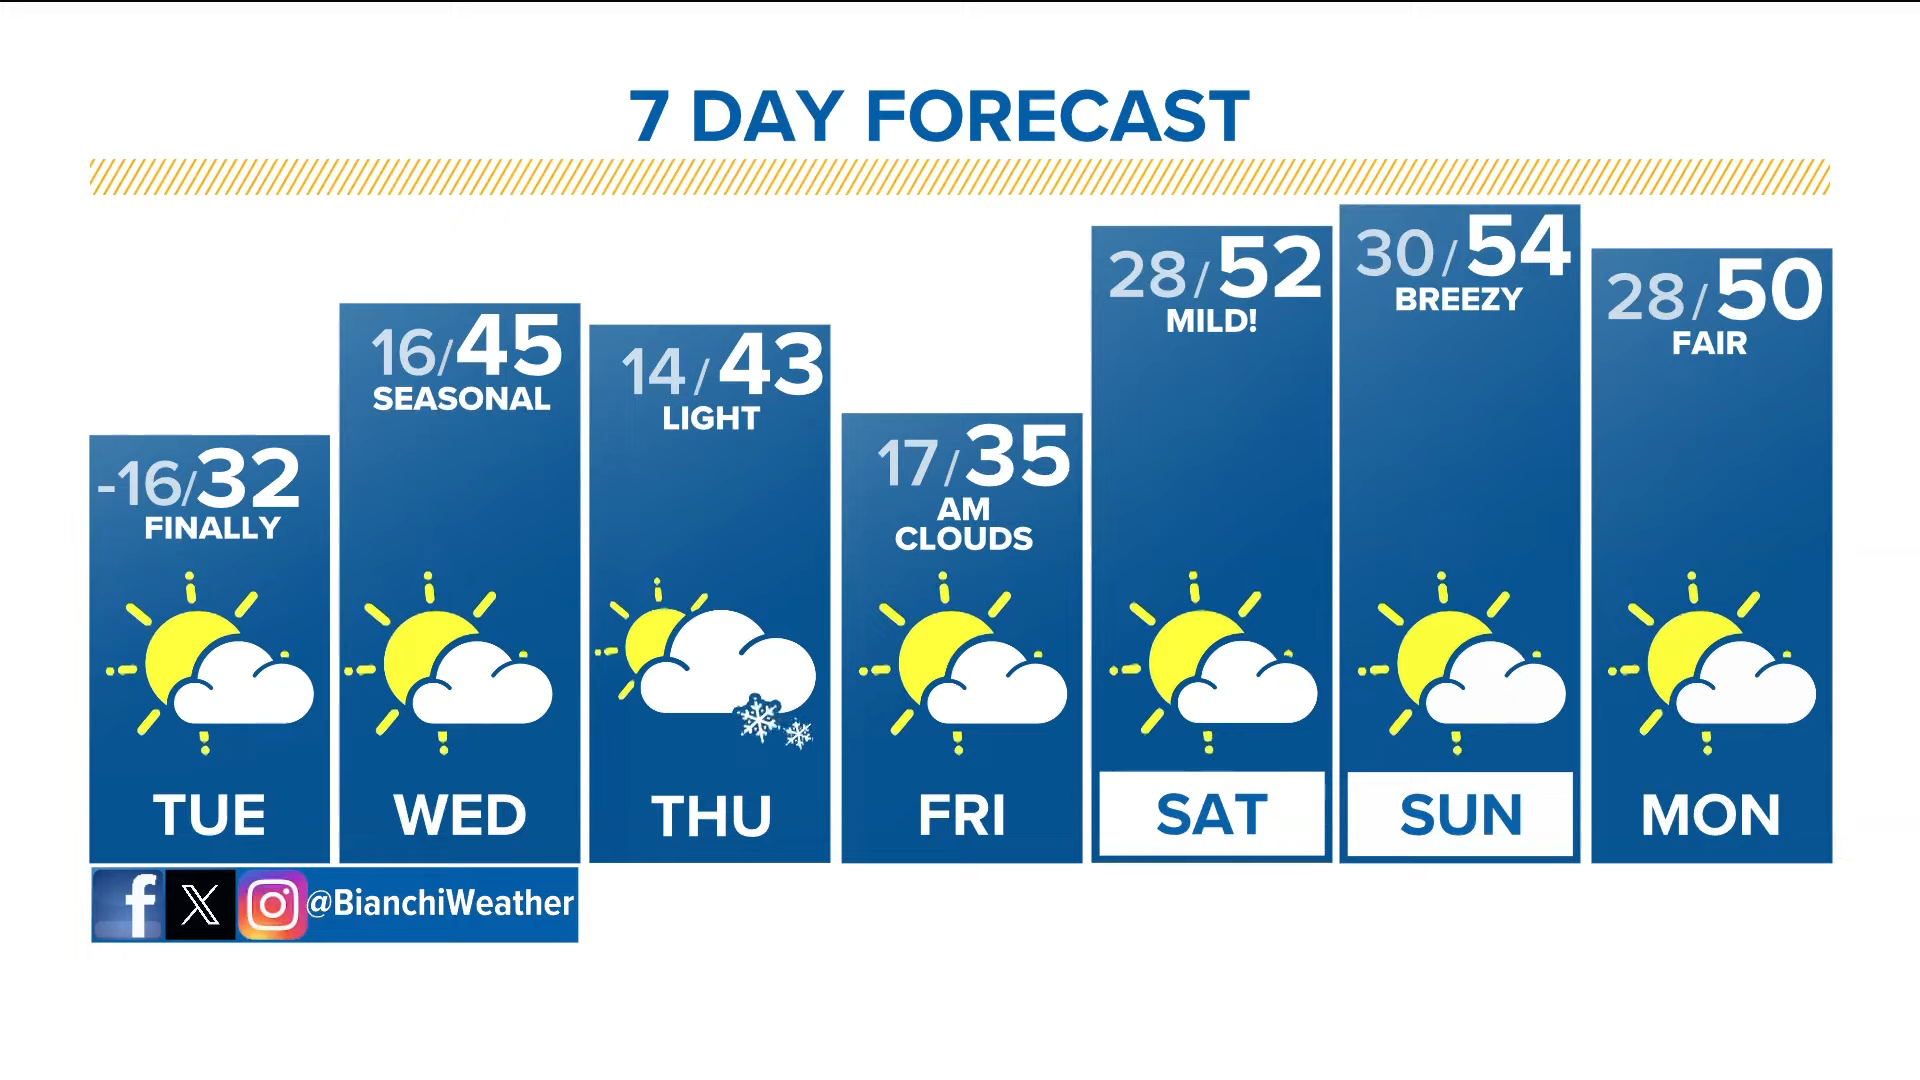 7 DAY FORECAST
-16/32
FINALLY
TUE
16/45
SEASONAL
WED
14/43
LIGHT
THU
17/35
AM
CLOUDS
FRI
28/52
MILD!
SAT
30/54
BREEZY
SUN
28/50
FAIR
MON
@BianchiWeather